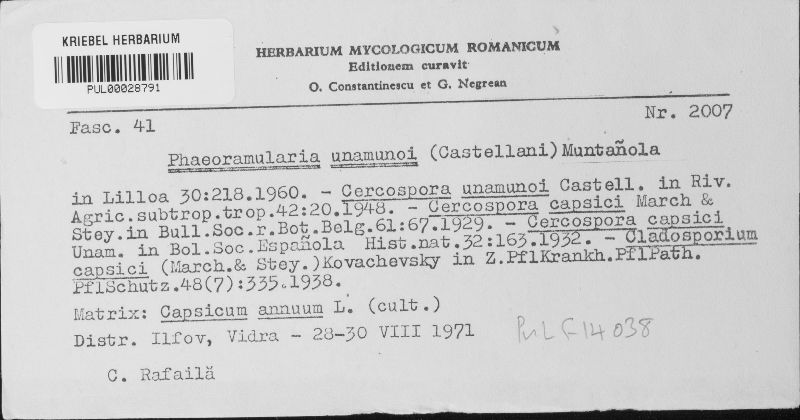 KRIEBEL HERBARIUM
PUL00028791
HERBARIUM MYCOLOGICUM ROMANICUM
Editionem curavit
O. Constantinescu et G. Negrean
Fasc. 41
Nr. 2007
Phaeoramularia unamunoi (Castellani) Muntañola
in Lilloa 30:218.1960. - Cercospora unamunoi Castell. in Riv.
Agric.subtrop.trop.42:20.1948. - Cercospora capsici March &
Stey.in Bull.Soc.r.Bot.Belg.61:67.1929. - Cercospora capsici
Unam. in Bol.Soc.Española Hist.nat.32:163.1932. - Cladosporium
capsici (March.& Stey.)Kovachevsky in Z.PflKrankh.PflPath.
PflSchutz.48(7):335.1938.
Matrix: Capsicum annuum L. (cult.)
Distr. Ilfov, Vidra - 28-30 VIII 1971
PuL F14038
C. Rafailă